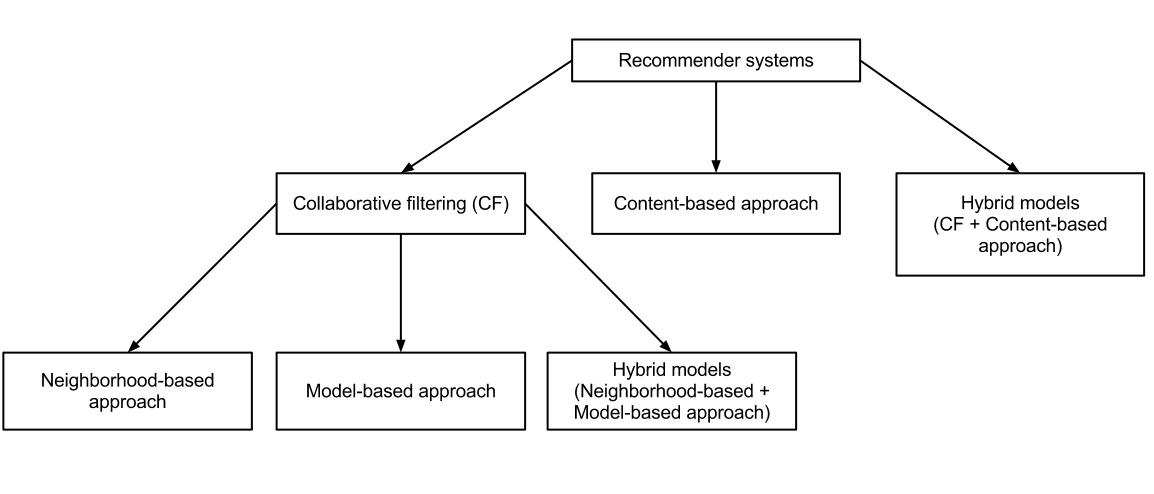 Recommender systems
Collaborative filtering (CF)
Content-based approach
Hybrid models
(CF + Content-based
approach)
Neighborhood-based
approach
Model-based approach
Hybrid models
(Neighborhood-based +
Model-based approach)